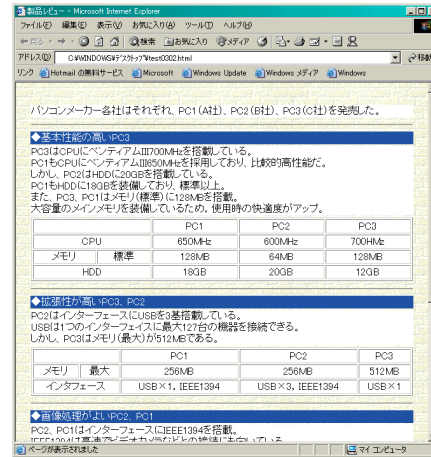 製品レビュー - Microsoft Internet Explorer
ファイル(F) 編集(E) 表示(V) お気に入り(A) ツール(T) ヘルプ(H)
戻る 検索 お気に入り メディア
アドレス(D) C:¥WINDOWS¥デスクトップ¥test0302.html 移動
リンク Hotmail の無料サービス Microsoft Windows Update Windows メディア Windows
パソコンメーカー各社はそれぞれ、PC1(A社)、PC2(B社)、PC3(C社)を発売した。
◆基本性能の高いPC3
PC3はCPUにペンティアムIII700MHzを搭載している。
PC1もCPUにペンティアムIII650MHzを採用しており、比較的高性能だ。
しかし、PC2はHDDに20GBを搭載している。
PC1もHDDに18GBを装備しており、標準以上。
また、PC3、PC1はメモリ(標準)に128MBを搭載。
大容量のメインメモリを装備しているため，使用時の快適度がアップ。
PC1 PC2 PC3
CPU 650MHz 600MHz 700HMz
メモリ 標準 128MB 64MB 128MB
HDD 18GB 20GB 12GB
◆拡張性が高いPC3、PC2
PC2はインターフェースにUSBを3基搭載している。
USBは1つのインターフェイスに最大127台の機器を接続できる。
しかし、PC3はメモリ(最大)が512MBである。
PC1 PC2 PC3
メモリ 最大 256MB 256MB 512MB
インタフェース USB×1, IEEE1394 USB×3, IEEE1394 USB×1
◆画像処理がよいPC2、PC1
PC2、PC1はインターフェースにIEEE1394を搭載。
ページが表示されました マイ コンピュータ